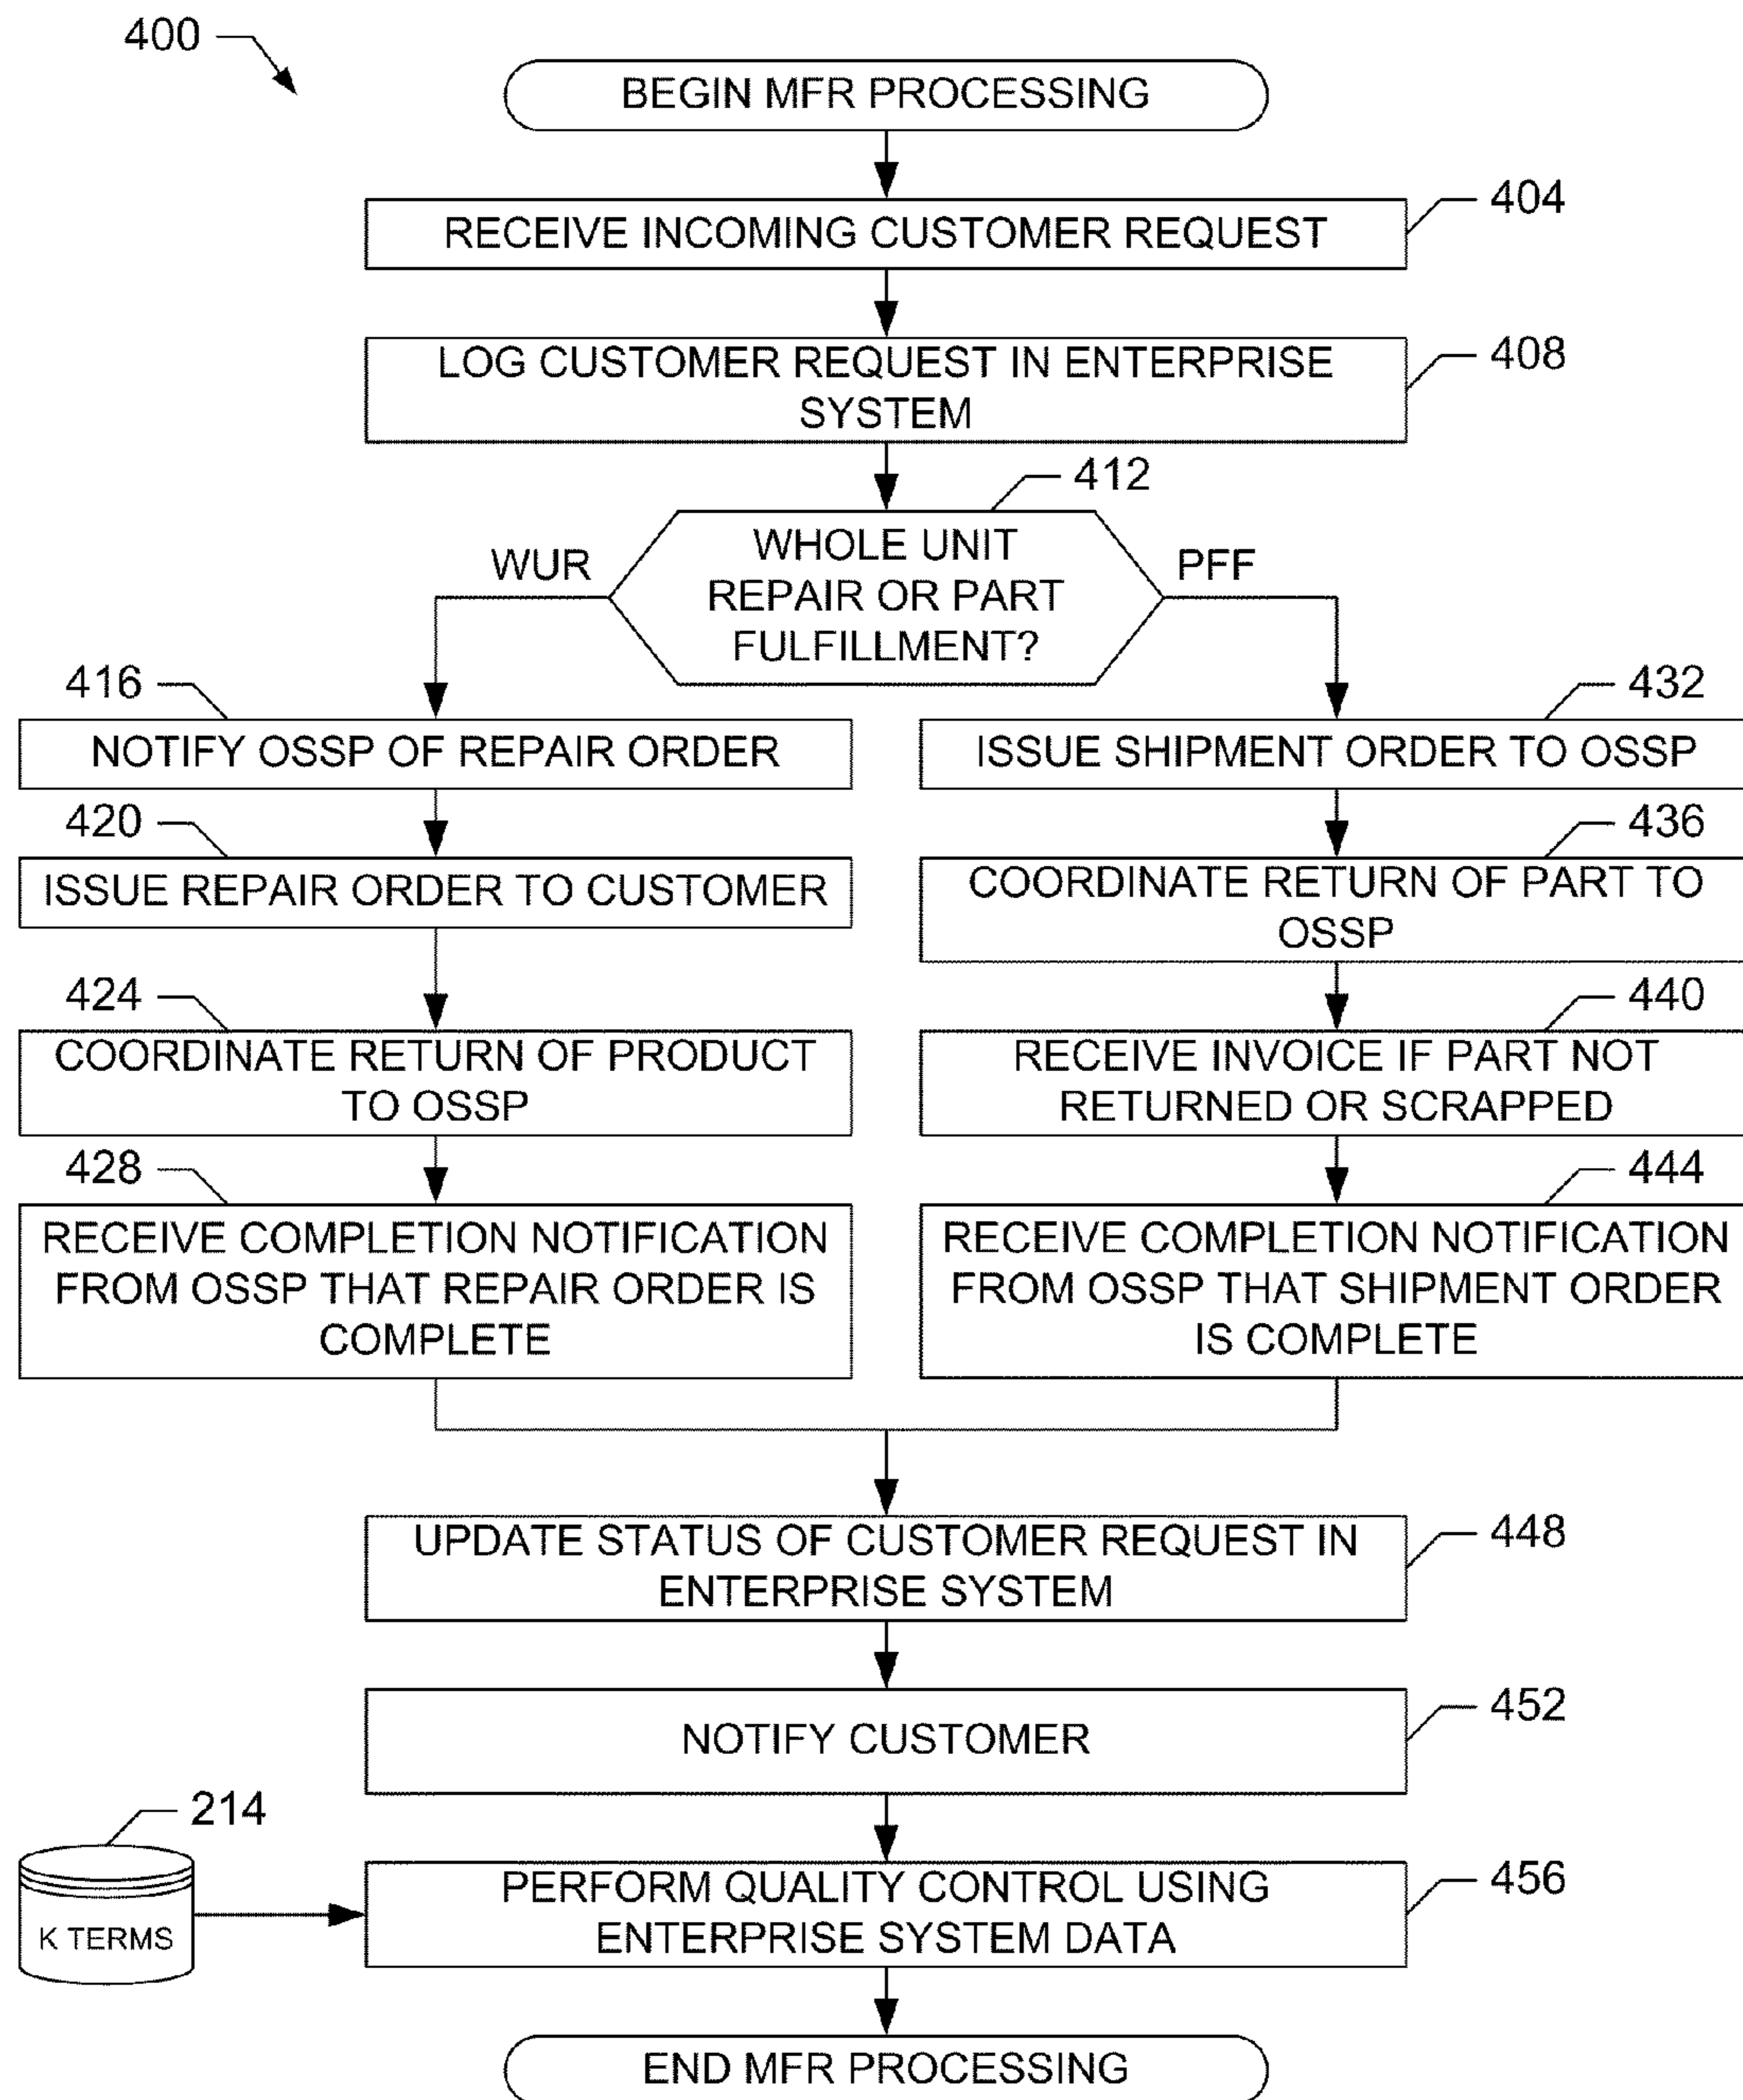 400
BEGIN MFR PROCESSING
404
RECEIVE INCOMING CUSTOMER REQUEST
408
LOG CUSTOMER REQUEST IN ENTERPRISE
SYSTEM
412
WHOLE UNIT
REPAIR OR PART
FULFILLMENT?
WUR
PFF
416
NOTIFY OSSP OF REPAIR ORDER
420
ISSUE REPAIR ORDER TO CUSTOMER
424
COORDINATE RETURN OF PRODUCT
TO OSSP
428
RECEIVE COMPLETION NOTIFICATION
FROM OSSP THAT REPAIR ORDER IS
COMPLETE
432
ISSUE SHIPMENT ORDER TO OSSP
436
COORDINATE RETURN OF PART TO
OSSP
440
RECEIVE INVOICE IF PART NOT
RETURNED OR SCRAPPED
444
RECEIVE COMPLETION NOTIFICATION
FROM OSSP THAT SHIPMENT ORDER
IS COMPLETE
448
UPDATE STATUS OF CUSTOMER REQUEST IN
ENTERPRISE SYSTEM
452
NOTIFY CUSTOMER
214
K TERMS
456
PERFORM QUALITY CONTROL USING
ENTERPRISE SYSTEM DATA
END MFR PROCESSING